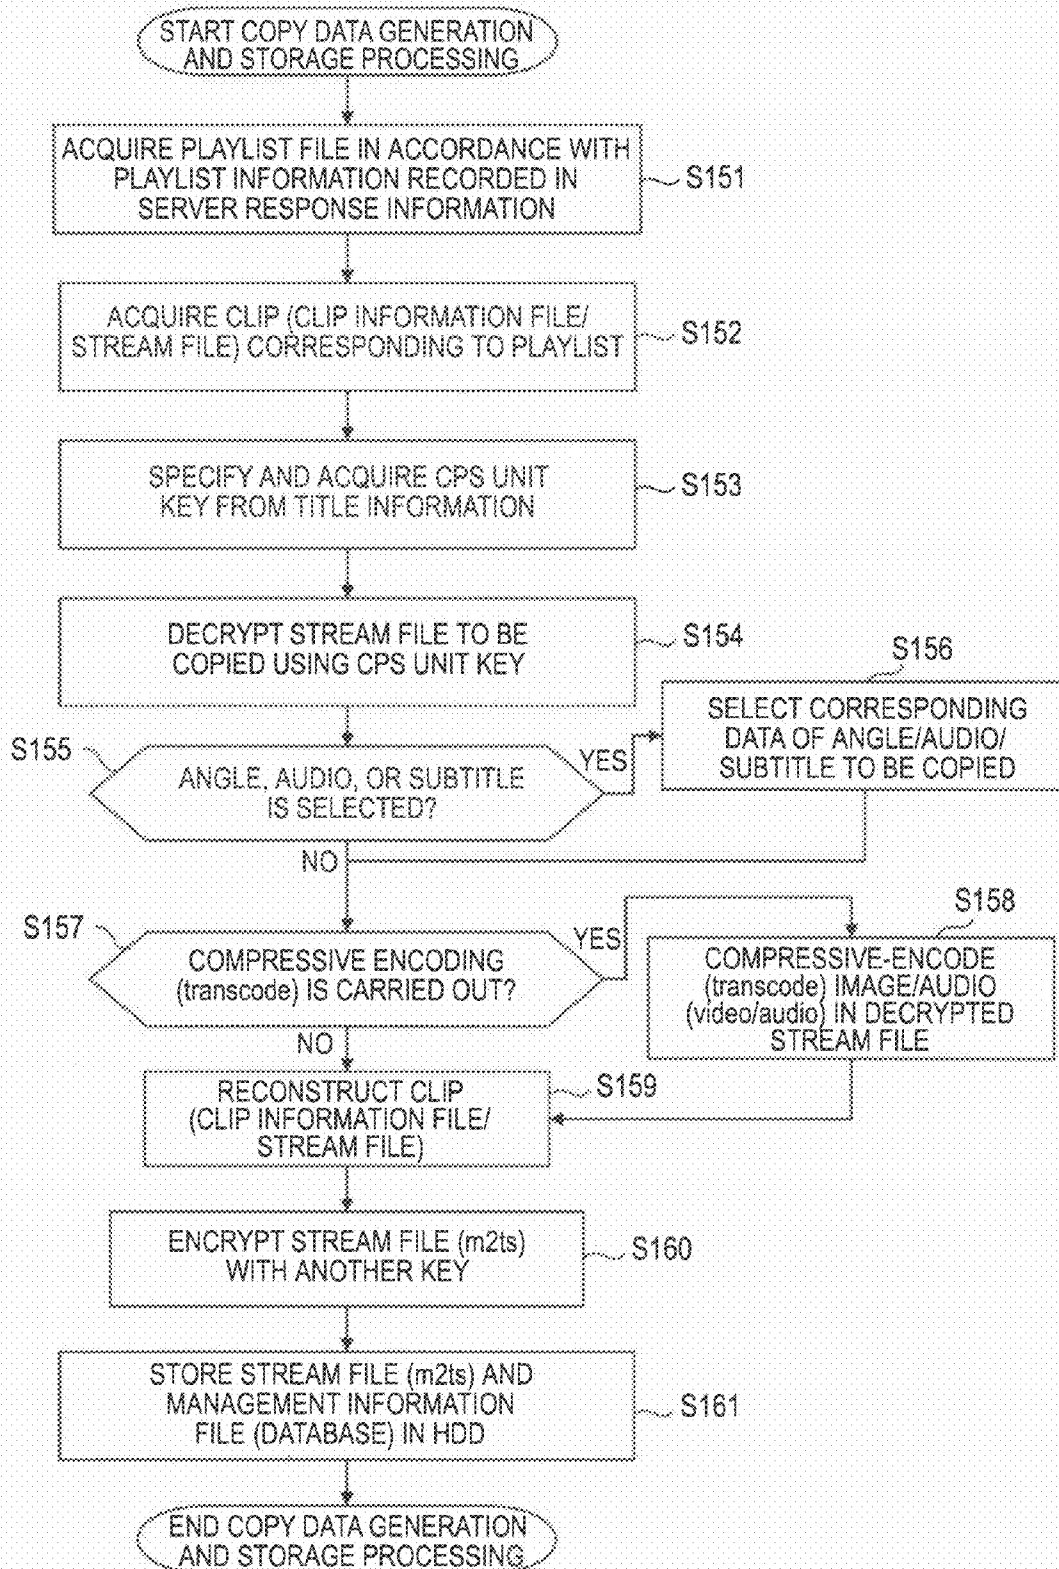 START COPY DATA GENERATION
AND STORAGE PROCESSING
ACQUIRE PLAYLIST FILE IN ACCORDANCE WITH
PLAYLIST INFORMATION RECORDED IN
SERVER RESPONSE INFORMATION
S151
ACQUIRE CLIP (CLIP INFORMATION FILE/
STREAM FILE) CORRESPONDING TO PLAYLIST
S152
SPECIFY AND ACQUIRE CPS UNIT
KEY FROM TITLE INFORMATION
S153
DECRYPT STREAM FILE TO BE
COPIED USING CPS UNIT KEY
S154
S155
ANGLE, AUDIO, OR SUBTITLE
IS SELECTED?
YES
S156
SELECT CORRESPONDING
DATA OF ANGLE/AUDIO/
SUBTITLE TO BE COPIED
NO
S157
COMPRESSIVE ENCODING
(transcode) IS CARRIED OUT?
YES
S158
COMPRESSIVE-ENCODE
(transcode) IMAGE/AUDIO
(video/audio) IN DECRYPTED
STREAM FILE
NO
RECONSTRUCT CLIP
(CLIP INFORMATION FILE/
STREAM FILE)
S159
ENCRYPT STREAM FILE (m2ts)
WITH ANOTHER KEY
S160
STORE STREAM FILE (m2ts) AND
MANAGEMENT INFORMATION
FILE (DATABASE) IN HDD
S161
END COPY DATA GENERATION
AND STORAGE PROCESSING